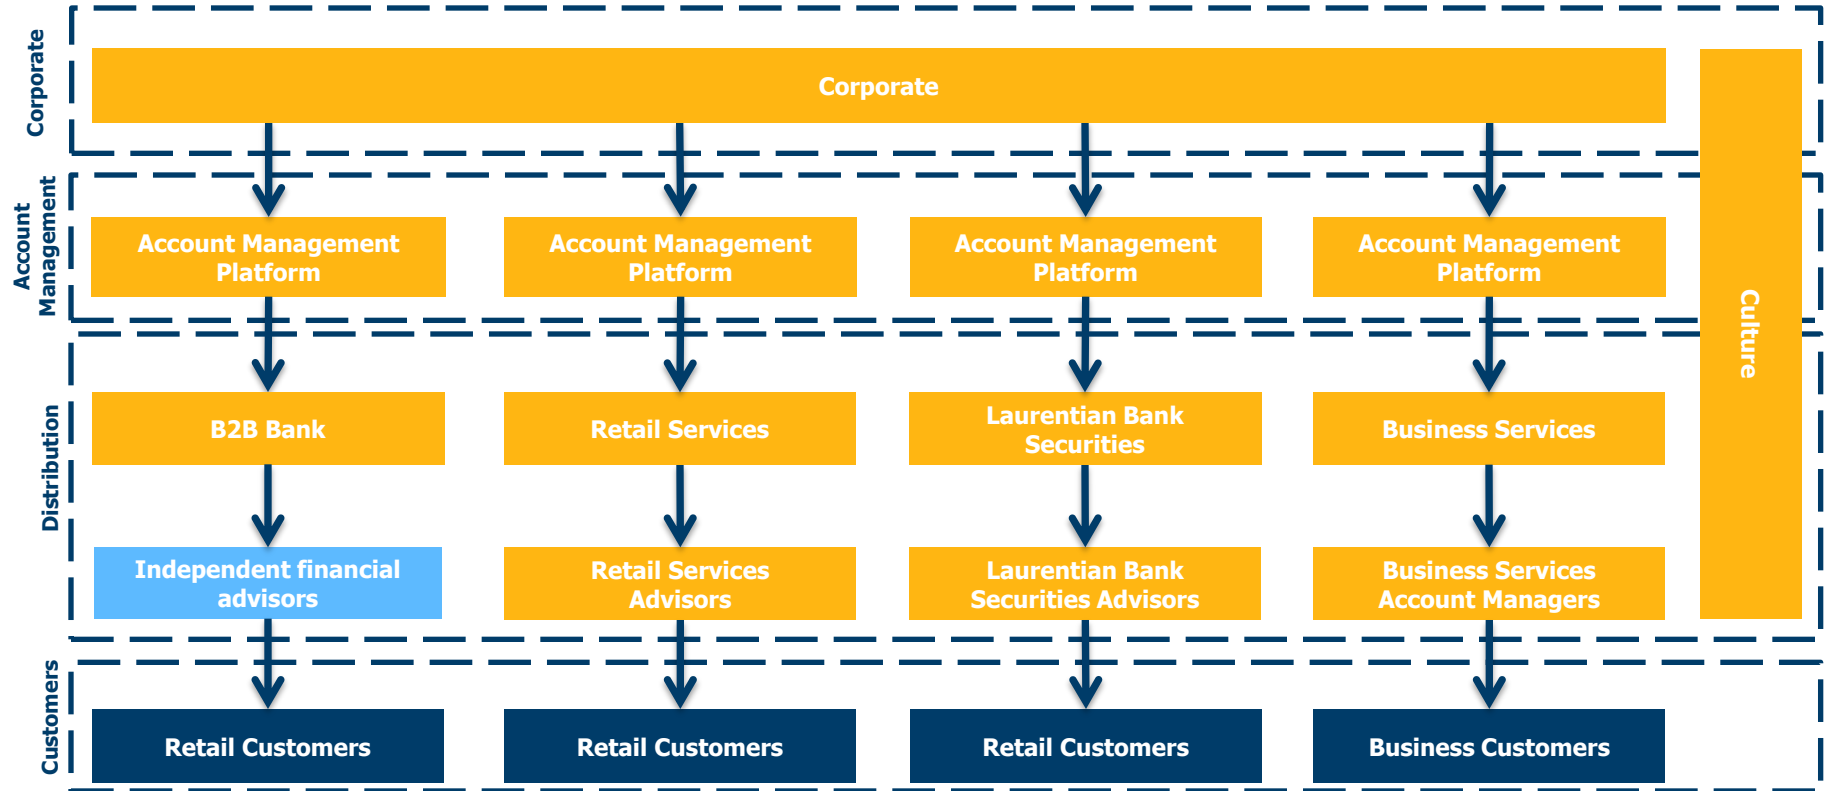 Corporate
Corporate
Account
Management
Account Management
Platform
Account Management
Platform
Account Management
Platform
Account Management
Platform
Culture
Distribution
B2B Bank
Retail Services
Laurentian Bank
Securities
Business Services
Independent financial
advisors
Retail Services
Advisors
Laurentian Bank
Securities Advisors
Business Services
Account Managers
Customers
Retail Customers
Retail Customers
Retail Customers
Business Customers